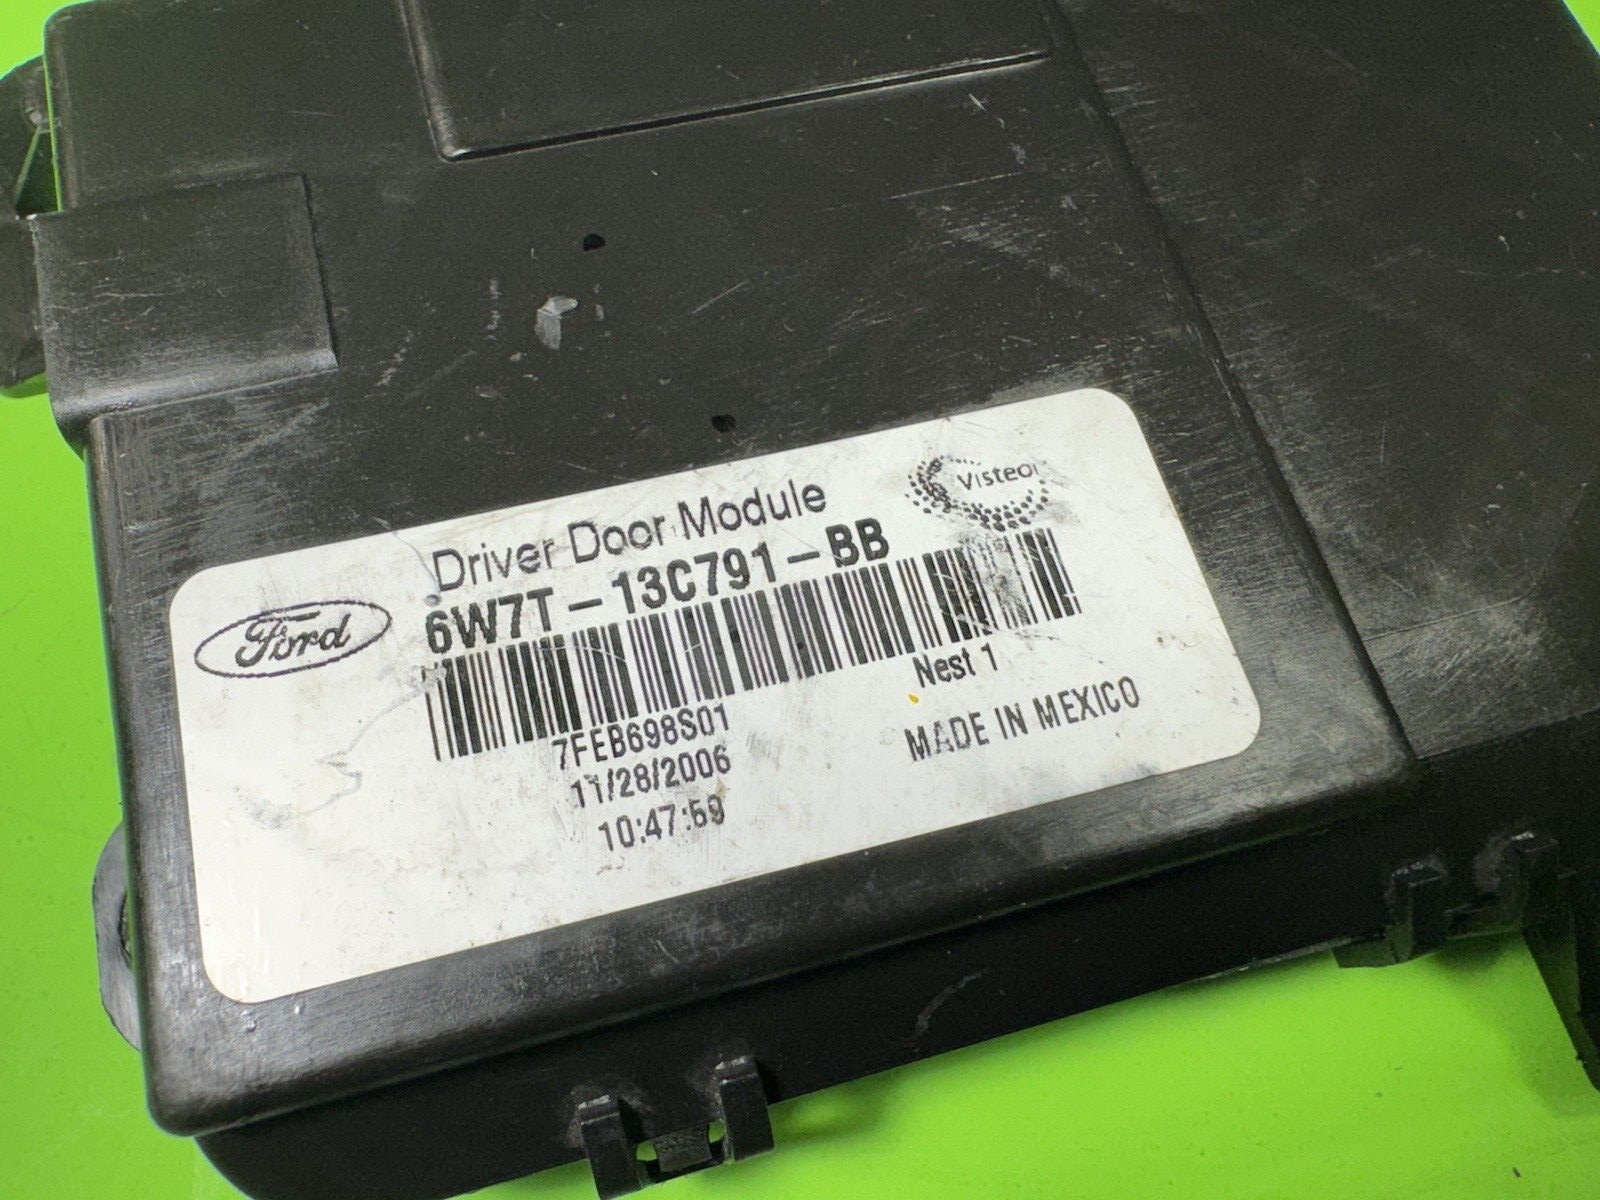 Driver Door Module
Visteon
Ford
6W7T-13C791-BB
Nest 1
7FEB698S01
MADE IN MEXICO
11/28/2006
10:47:59